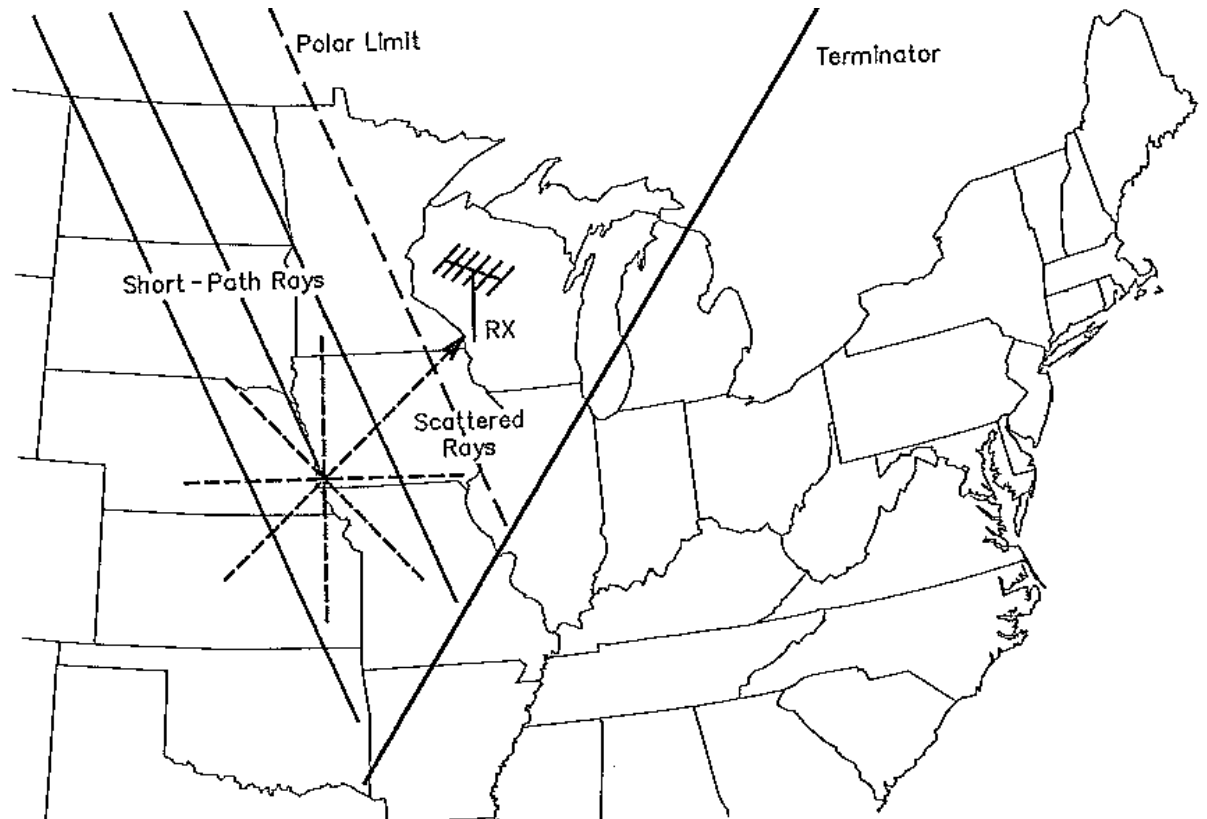 Polar Limit
Terminator
Short-Path Rays
RX
Scattered
Rays